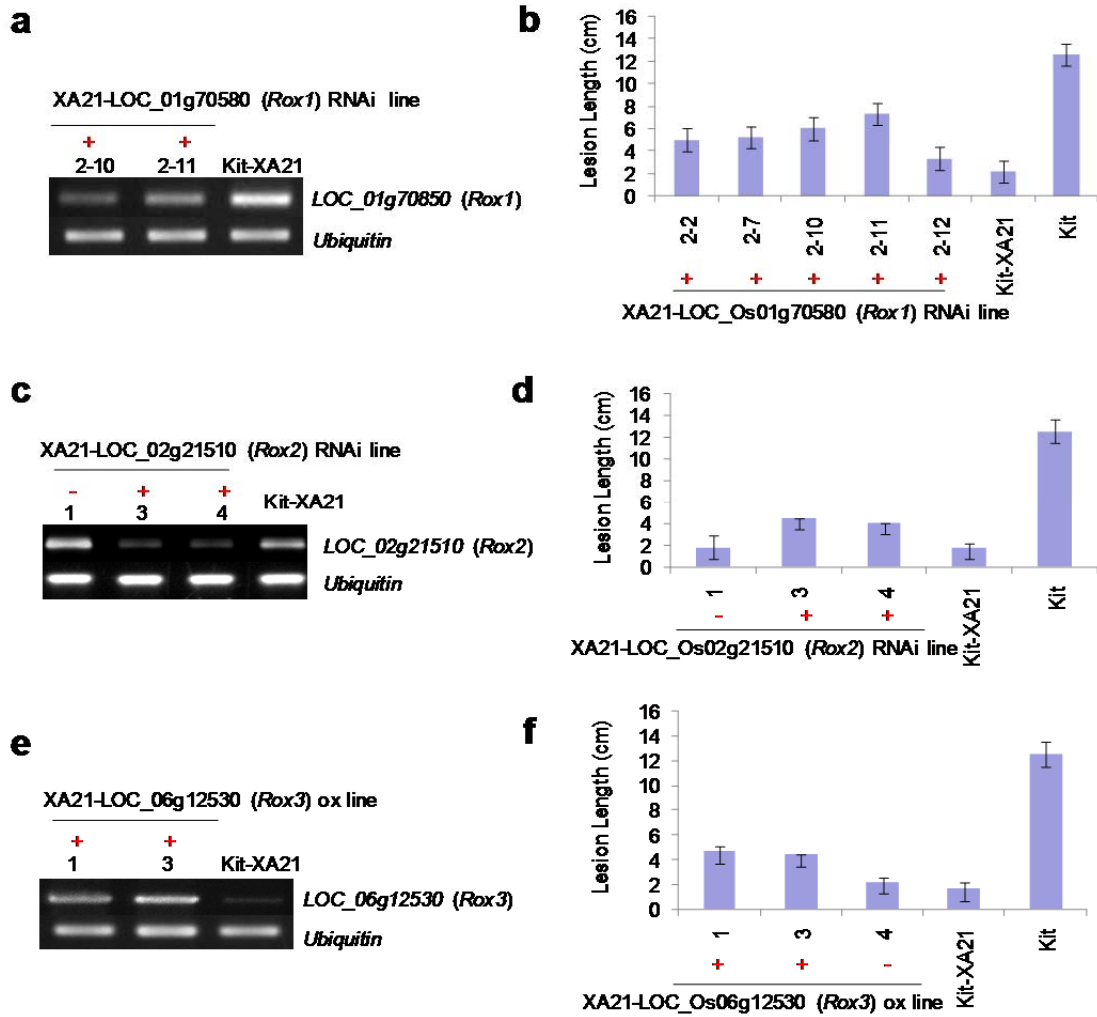 a
XA21-LOC_01g70580 (Rox1) RNAi line
+ +
2-10 2-11 Kit-XA21
LOC_01g70850 (Rox1)
Ubiquitin
b
Lesion Length (cm)
16
14
12
10
8
6
4
2
0
2-2 2-7 2-10 2-11 2-12 Kit-XA21 Kit
+ + + + +
XA21-LOC_Os01g70580 (Rox1) RNAi line
c
XA21-LOC_02g21510 (Rox2) RNAi line
- + +
1 3 4 Kit-XA21
LOC_02g21510 (Rox2)
Ubiquitin
d
Lesion Length (cm)
16
14
12
10
8
6
4
2
0
1 3 4 Kit-XA21 Kit
- + +
XA21-LOC_Os02g21510 (Rox2) RNAi line
e
XA21-LOC_06g12530 (Rox3) ox line
+ +
1 3 Kit-XA21
LOC_06g12530 (Rox3)
Ubiquitin
f
Lesion Length (cm)
16
14
12
10
8
6
4
2
0
1 3 4 Kit-XA21 Kit
+ + -
XA21-LOC_Os06g12530 (Rox3) ox line